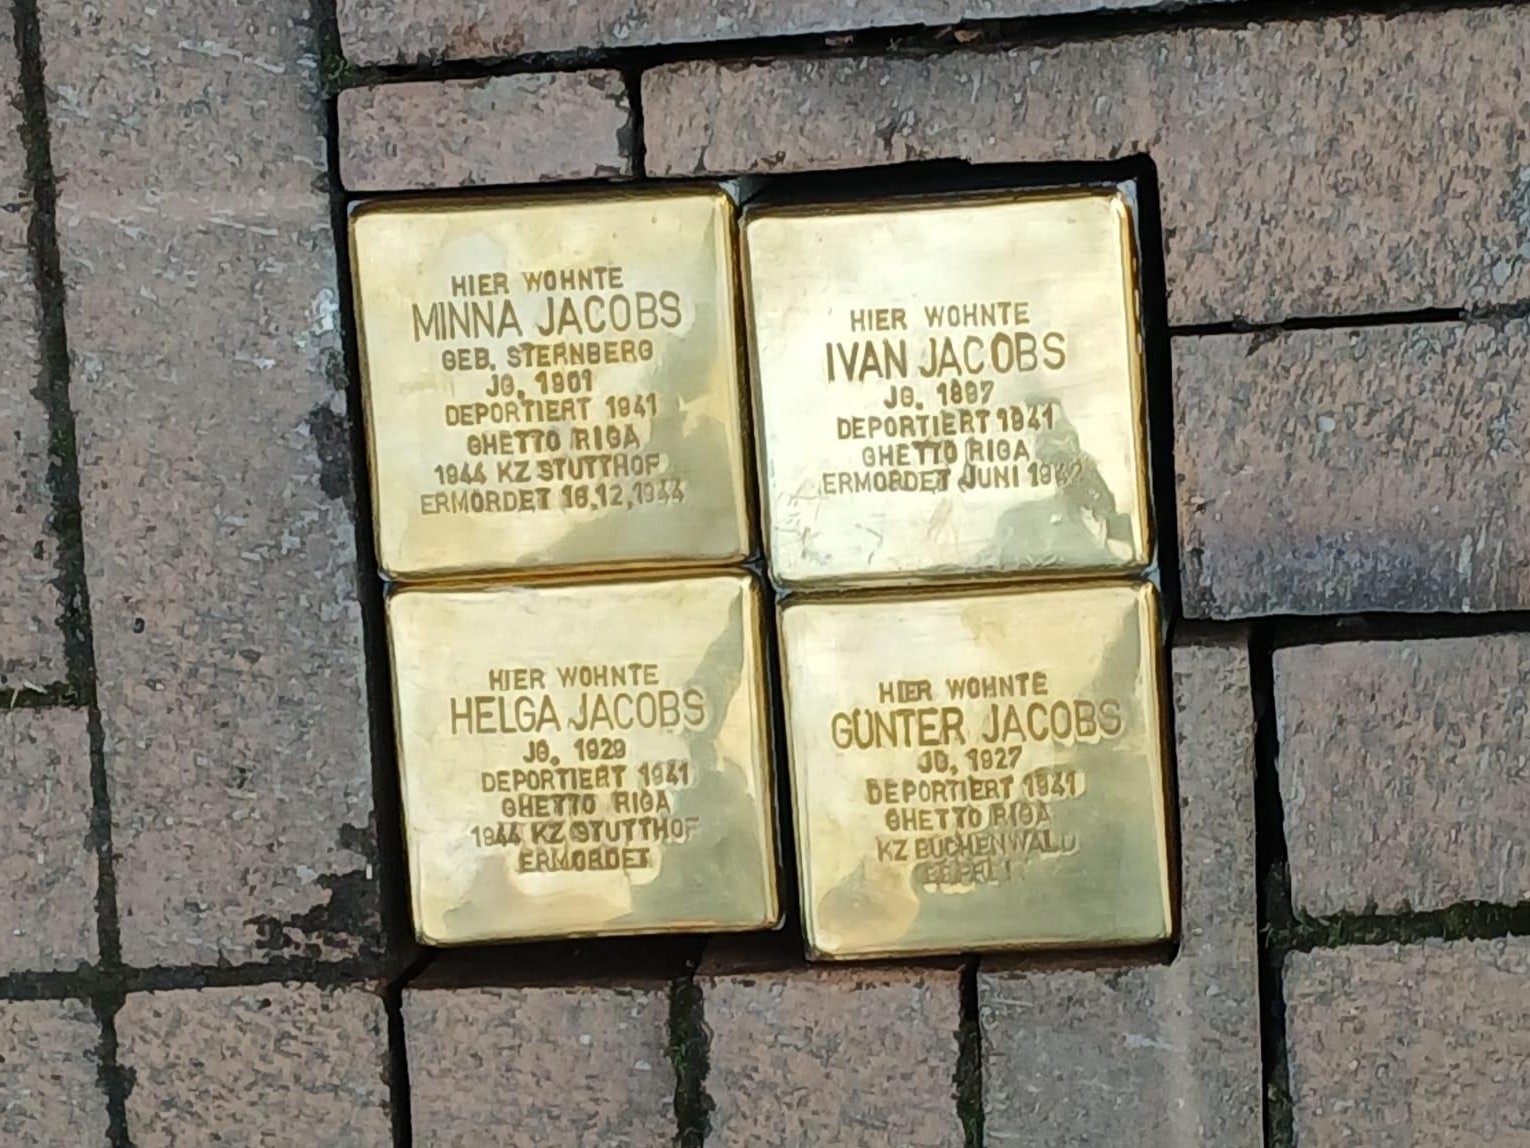 HIER WOHNTE
MINNA JACOBS
GEB. STERNBERG
JG. 1901
DEPORTIERT 1941
GHETTO RIGA
1944 KZ STUTTHOF
ERMORDET 16.12.1944
HIER WOHNTE
IVAN JACOBS
JG. 1897
DEPORTIERT 1941
GHETTO RIGA
ERMORDET JUNI 1942
HIER WOHNTE
HELGA JACOBS
JG. 1929
DEPORTIERT 1941
GHETTO RIGA
1944 KZ STUTTHOF
ERMORDET
HIER WOHNTE
GÜNTER JACOBS
JG. 1927
DEPORTIERT 1941
GHETTO RIGA
KZ BUCHENWALD
BEFREIT